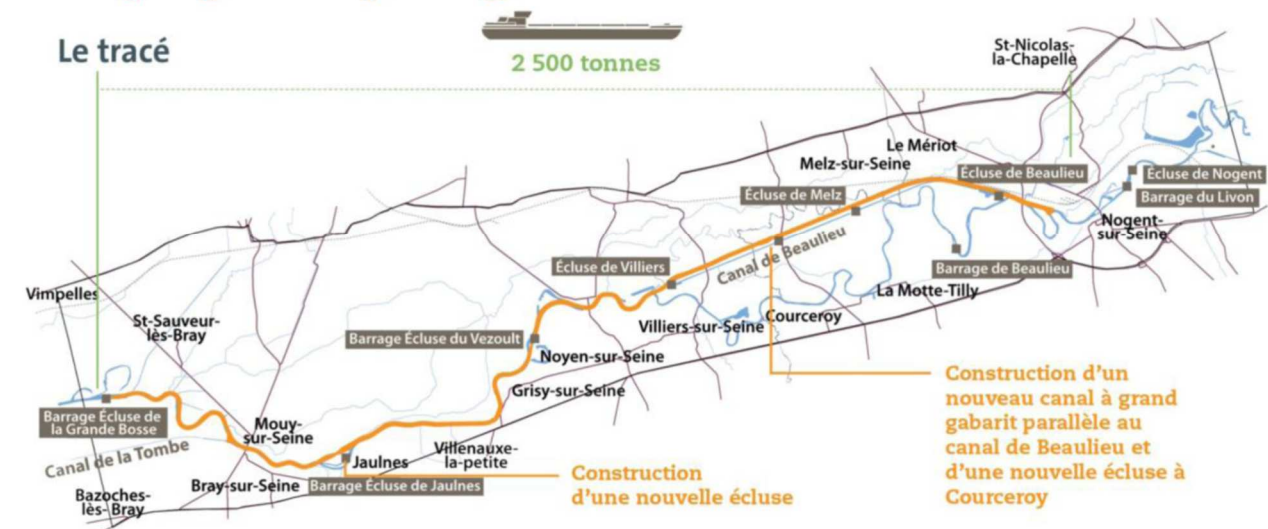 Le tracé
2 500 tonnes
St-Nicolas-
la-Chapelle
Le Mériot
Melz-sur-Seine
Écluse de Beaulieu
Écluse de Nogent
Barrage du Livon
Écluse de Melz
Nogent-
sur-Seine
Canal de Beaulieu
Écluse de Villiers
Barrage de Beaulieu
Vimpelles
La Motte-Tilly
St-Sauveur-
lès-Bray
Villiers-sur-Seine
Courceroy
Barrage Écluse du Vezoult
Noyen-sur-Seine
Grisy-sur-Seine
Barrage Écluse de
la Grande Bosse
Mouy-
sur-Seine
Canal de la Tombe
Villenauxe-
la-petite
Jaulnes
Bray-sur-Seine
Barrage Écluse de Jaulnes
Bazoches-
lès- Bray
Construction
d'une nouvelle écluse
Construction d'un
nouveau canal à grand
gabarit parallèle au
canal de Beaulieu et
d'une nouvelle écluse à
Courceroy